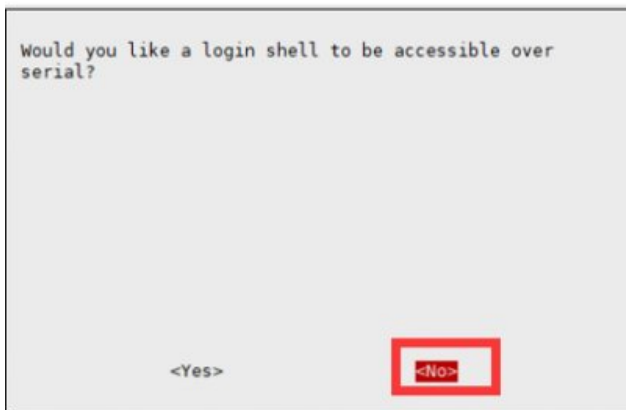 Would you like a login shell to be accessible over
serial?
<Yes> <No>